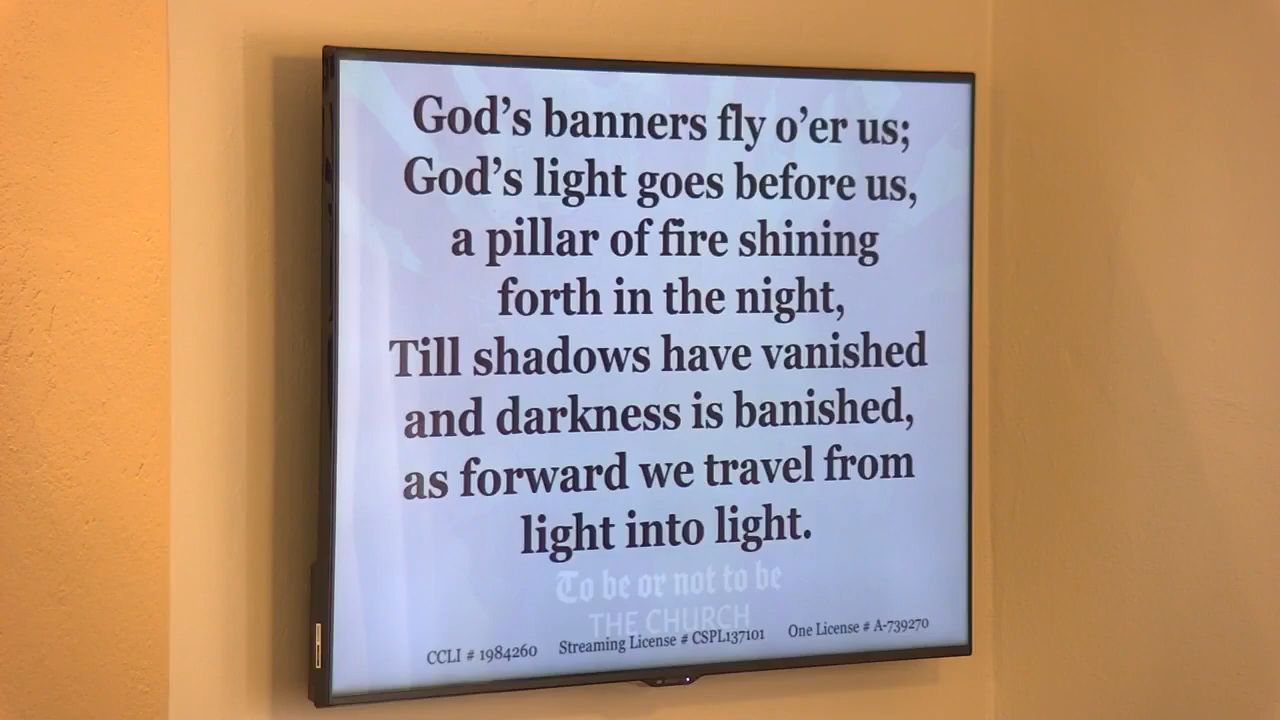 God's banners fly o'er us;
God's light goes before us,
a pillar of fire shining
forth in the night,
Till shadows have vanished
and darkness is banished,
as forward we travel from
light into light.
To be or not to be
THE CHURCH
CCLI # 1984260 Streaming License # CSPL137101 One License # A-739270